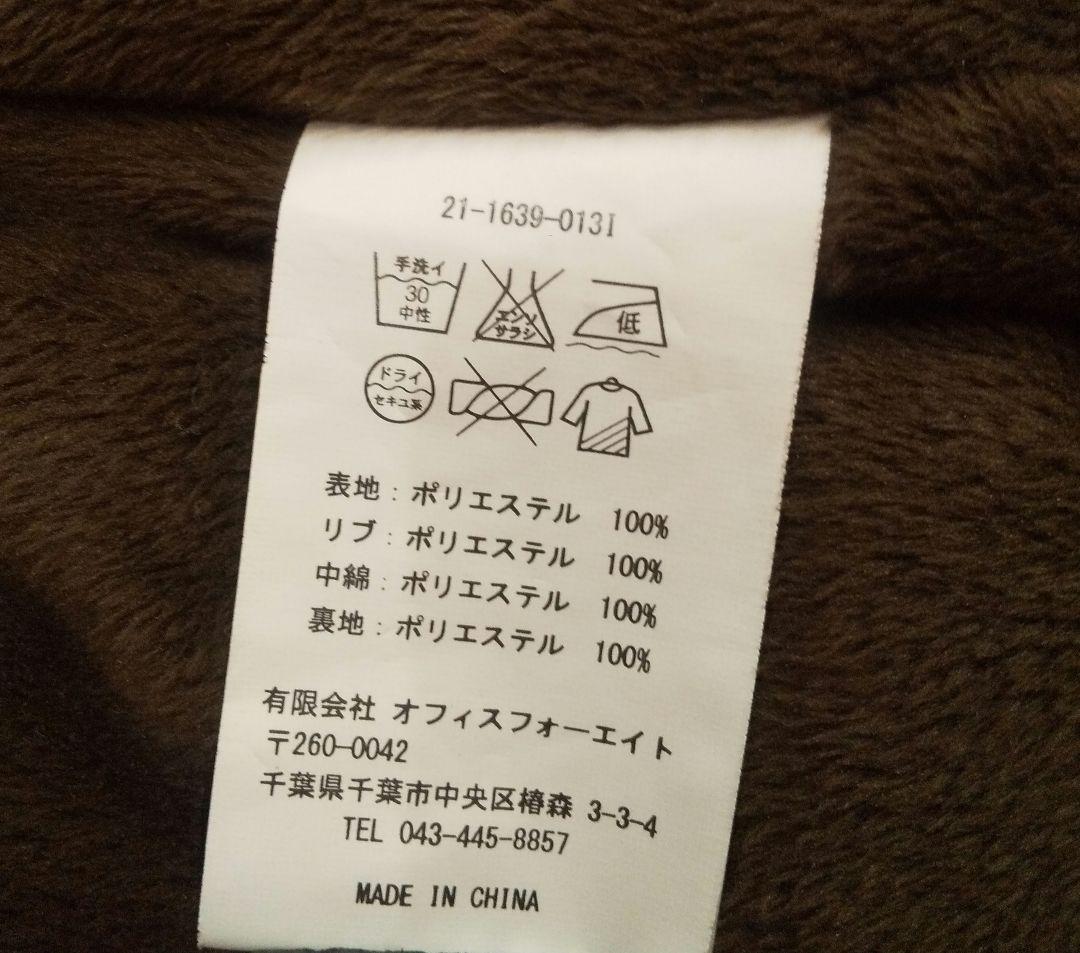 21-1639-013I
手洗イ
30
中性
エンソ
サラシ
低
ドライ
セキユ系
表地：ポリエステル 100%
リブ：ポリエステル 100%
中綿：ポリエステル 100%
裏地：ポリエステル 100%
有限会社 オフィスフォーエイト
〒260-0042
千葉県千葉市中央区椿森 3-3-4
TEL 043-445-8857
MADE IN CHINA